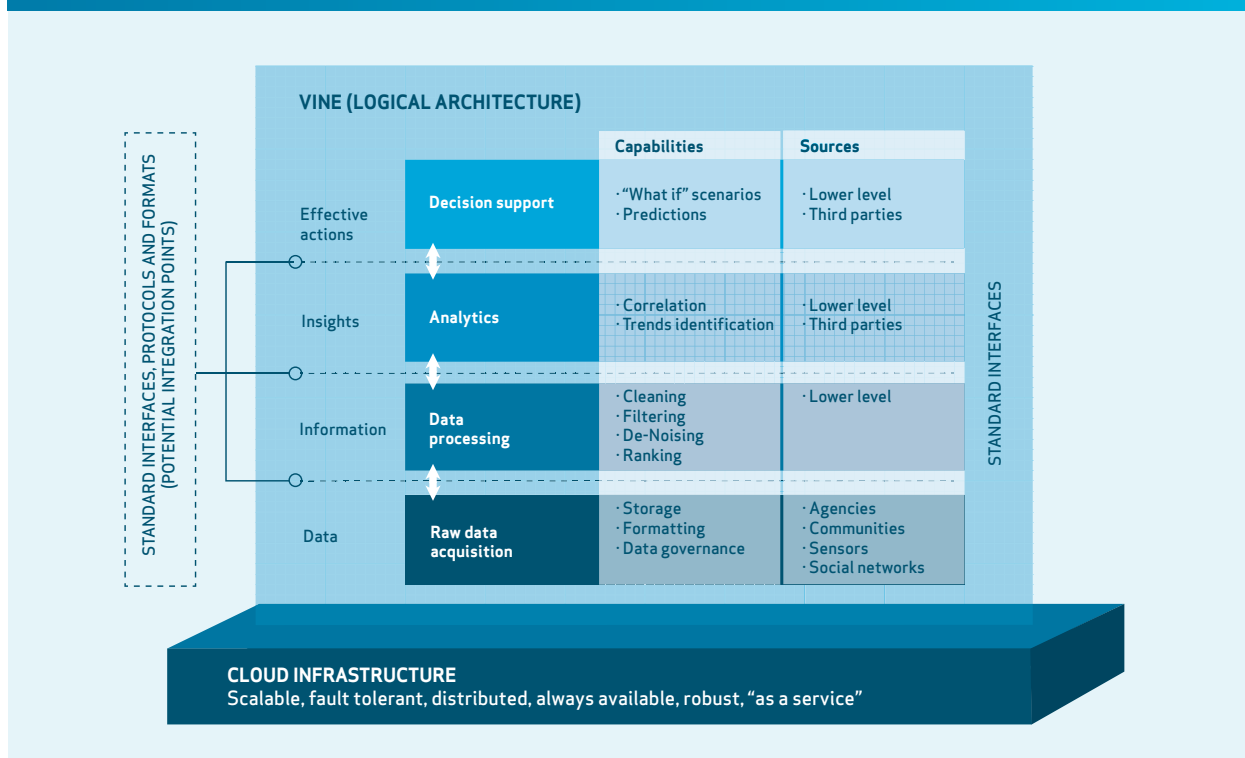 VINE (LOGICAL ARCHITECTURE)
STANDARD INTERFACES, PROTOCOLS AND FORMATS
(POTENTIAL INTEGRATION POINTS)
Capabilities
Sources
Effective
actions
Decision support
· “What if” scenarios
· Predictions
· Lower level
· Third parties
Insights
Analytics
· Correlation
· Trends identification
· Lower level
· Third parties
Information
Data
processing
· Cleaning
· Filtering
· De-Noising
· Ranking
· Lower level
Data
Raw data
acquisition
· Storage
· Formatting
· Data governance
· Agencies
· Communities
· Sensors
· Social networks
STANDARD INTERFACES
CLOUD INFRASTRUCTURE
Scalable, fault tolerant, distributed, always available, robust, “as a service”